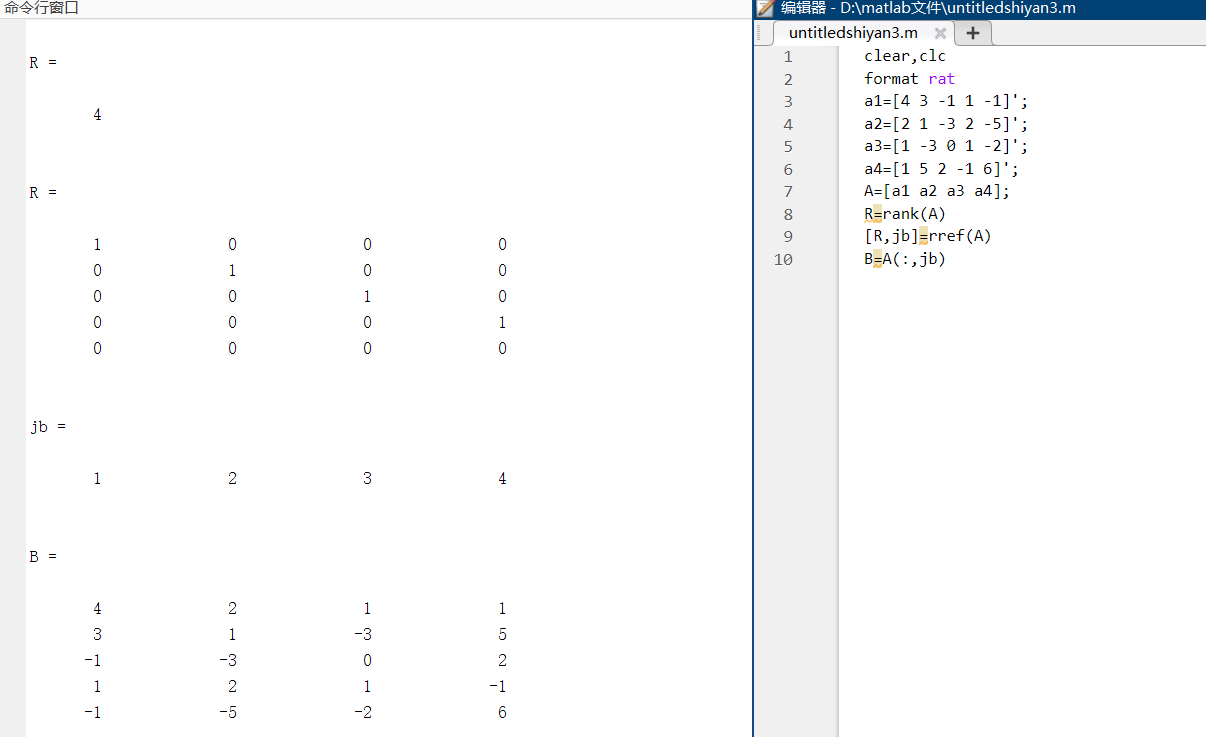 命令行窗口
R =
4
R =
1 0 0 0
0 1 0 0
0 0 1 0
0 0 0 1
0 0 0 0
jb =
1 2 3 4
B =
4 2 1 1
3 1 -3 5
-1 -3 0 2
1 2 1 -1
-1 -5 -2 6
编辑器 - D:\matlab文件\untitledshiyan3.m
untitledshiyan3.m × +
1 clear,clc
2 format rat
3 a1=[4 3 -1 1 -1]';
4 a2=[2 1 -3 2 -5]';
5 a3=[1 -3 0 1 -2]';
6 a4=[1 5 2 -1 6]';
7 A=[a1 a2 a3 a4];
8 R=rank(A)
9 [R,jb]=rref(A)
10 B=A(:,jb)